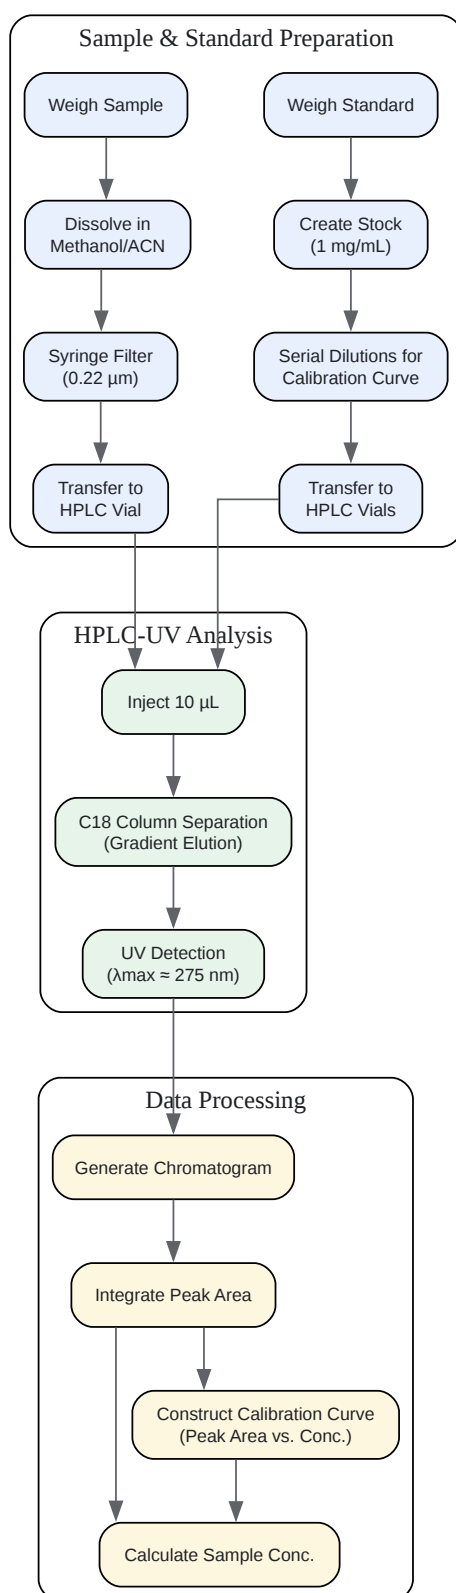 Sample & Standard Preparation
Weigh Sample
Weigh Standard
Dissolve in
Methanol/ACN
Create Stock
(1 mg/mL)
Syringe Filter
(0.22 µm)
Serial Dilutions for
Calibration Curve
Transfer to
HPLC Vial
Transfer to
HPLC Vials
HPLC-UV Analysis
Inject 10 µL
C18 Column Separation
(Gradient Elution)
UV Detection
(λmax ≈ 275 nm)
Data Processing
Generate Chromatogram
Integrate Peak Area
Construct Calibration Curve
(Peak Area vs. Conc.)
Calculate Sample Conc.